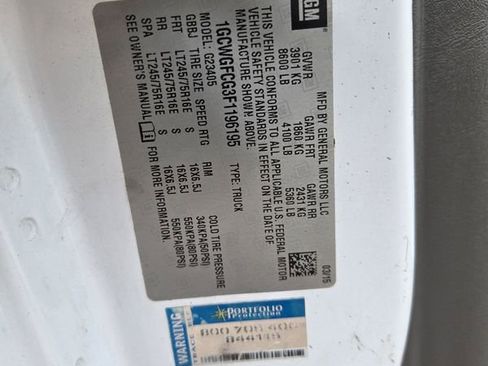 GM
MFD BY GENERAL MOTORS LLC
03/15
GVWR GAWR FRT GAWR RR
3901 KG 1860 KG 2431 KG
8600 LB 4100 LB 5360 LB
THIS VEHICLE CONFORMS TO ALL APPLICABLE U.S. FEDERAL MOTOR
VEHICLE SAFETY STANDARDS IN EFFECT ON THE DATE OF
MANUFACTURE SHOWN ABOVE.
1GCWGFCG3F1196195 TYPE: TRUCK
G23405
GBBJ TIRE SIZE SPEED RTG RIM COLD TIRE PRESSURE
FRT LT245/75R16E S 16X6.5J 340KPA(50PSI)
RR LT245/75R16E S 16X6.5J 550KPA(80PSI)
SPA LT245/75R16E S 16X6.5J 550KPA(80PSI)
SEE OWNER'S MANUAL FOR MORE INFORMATION
WARNING
PORTFOLIO
Protection
800 705 400